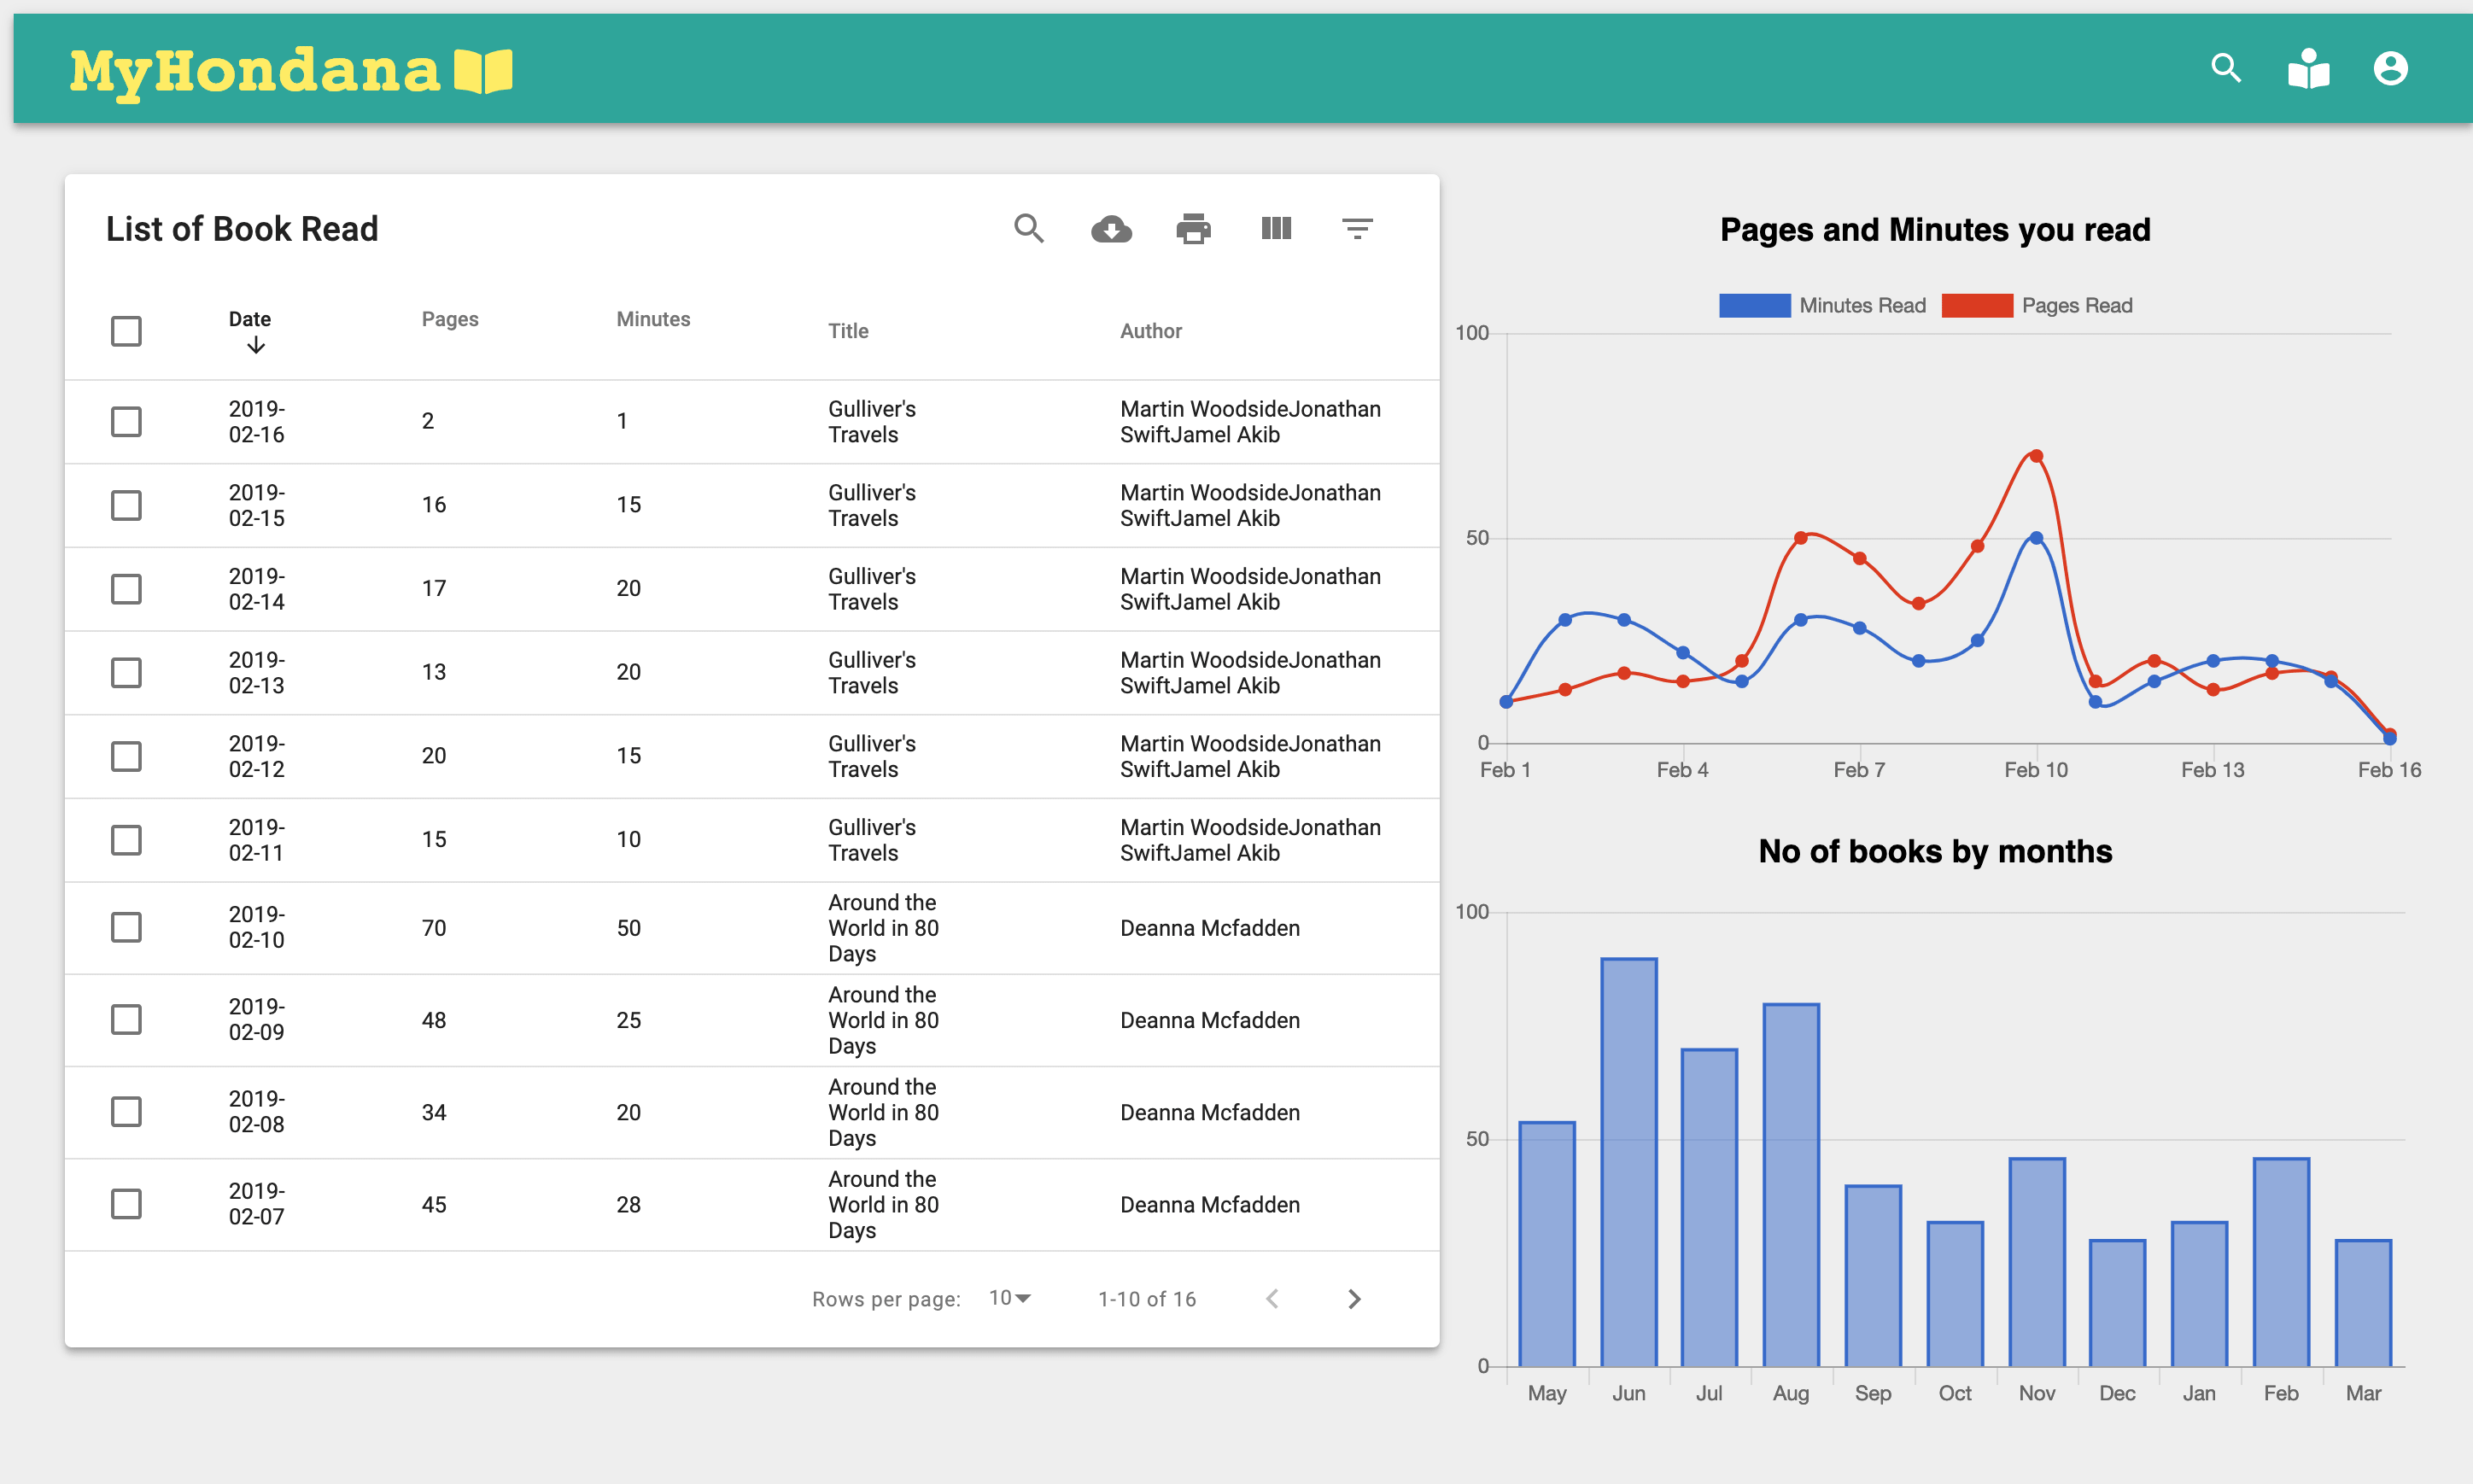 MyHondana
List of Book Read
Date
Pages
Minutes
Title
Author
2019-
02-16
2
1
Gulliver's
Travels
Martin WoodsideJonathan
SwiftJamel Akib
2019-
02-15
16
15
Gulliver's
Travels
Martin WoodsideJonathan
SwiftJamel Akib
2019-
02-14
17
20
Gulliver's
Travels
Martin WoodsideJonathan
SwiftJamel Akib
2019-
02-13
13
20
Gulliver's
Travels
Martin WoodsideJonathan
SwiftJamel Akib
2019-
02-12
20
15
Gulliver's
Travels
Martin WoodsideJonathan
SwiftJamel Akib
2019-
02-11
15
10
Gulliver's
Travels
Martin WoodsideJonathan
SwiftJamel Akib
2019-
02-10
70
50
Around the
World in 80
Days
Deanna Mcfadden
2019-
02-09
48
25
Around the
World in 80
Days
Deanna Mcfadden
2019-
02-08
34
20
Around the
World in 80
Days
Deanna Mcfadden
2019-
02-07
45
28
Around the
World in 80
Days
Deanna Mcfadden
Rows per page: 10 1-10 of 16
Pages and Minutes you read
Minutes Read Pages Read
100
50
0
Feb 1 Feb 4 Feb 7 Feb 10 Feb 13 Feb 16
No of books by months
100
50
0
May Jun Jul Aug Sep Oct Nov Dec Jan Feb Mar